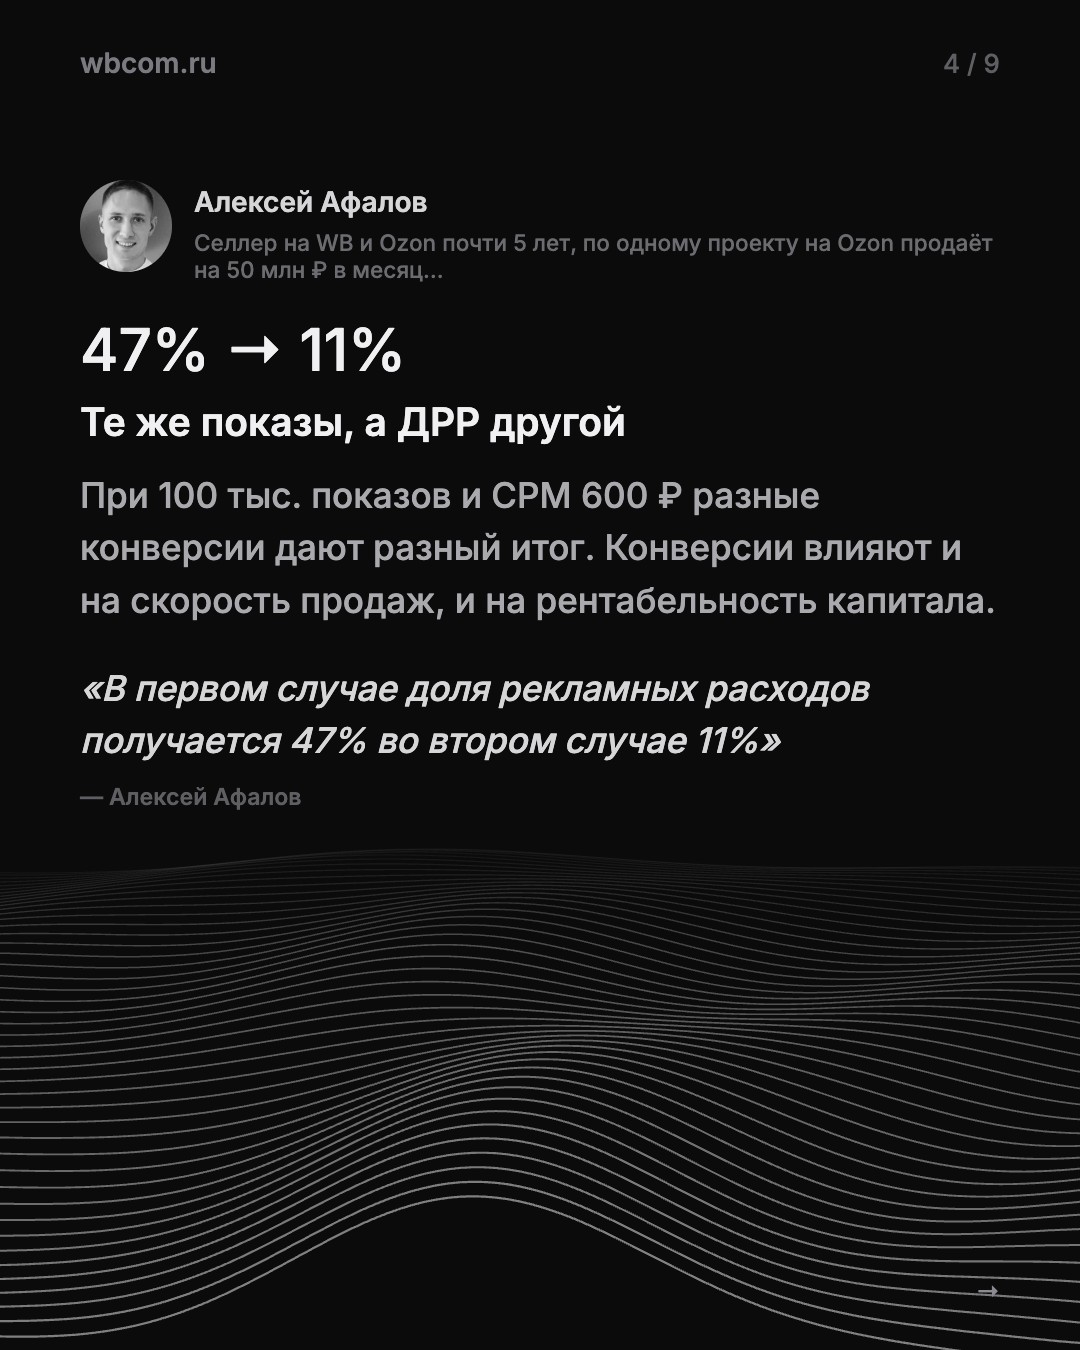 wbcom.ru
4 / 9
Алексей Афалов
Селлер на WB и Ozon почти 5 лет, по одному проекту на Ozon продаёт
на 50 млн ₽ в месяц...
47% → 11%
Те же показы, а ДРР другой
При 100 тыс. показов и CPM 600 ₽ разные
конверсии дают разный итог. Конверсии влияют и
на скорость продаж, и на рентабельность капитала.
«В первом случае доля рекламных расходов
получается 47% во втором случае 11%»
— Алексей Афалов
→